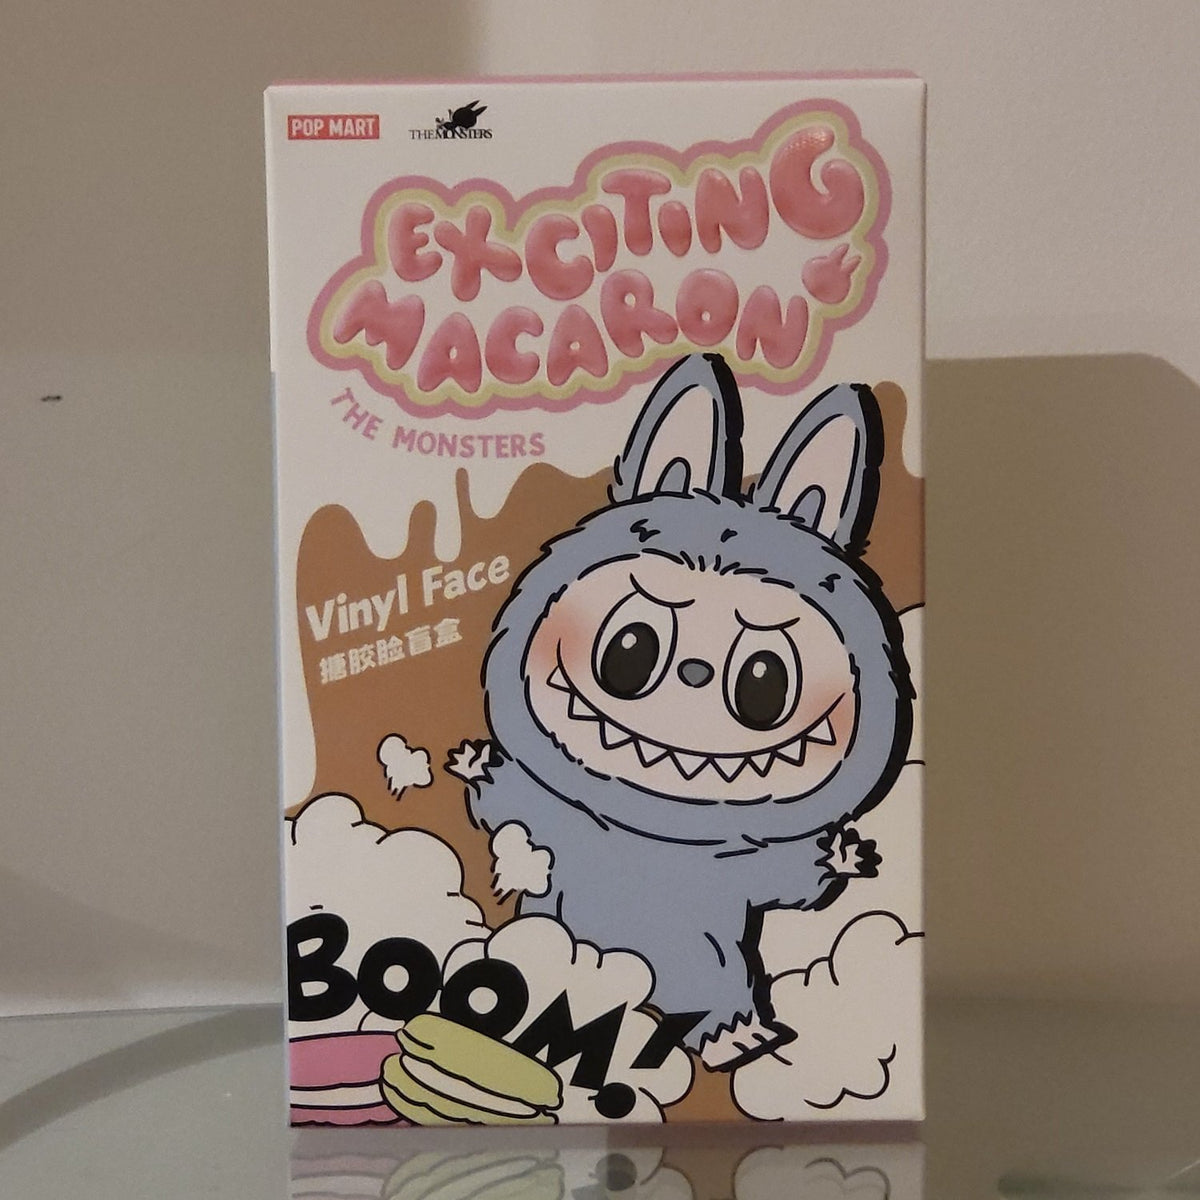 POP MART
THE MONSTERS
EXCITING
MACARON
THE MONSTERS
Vinyl Face
搪胶脸盲盒
BOOM!